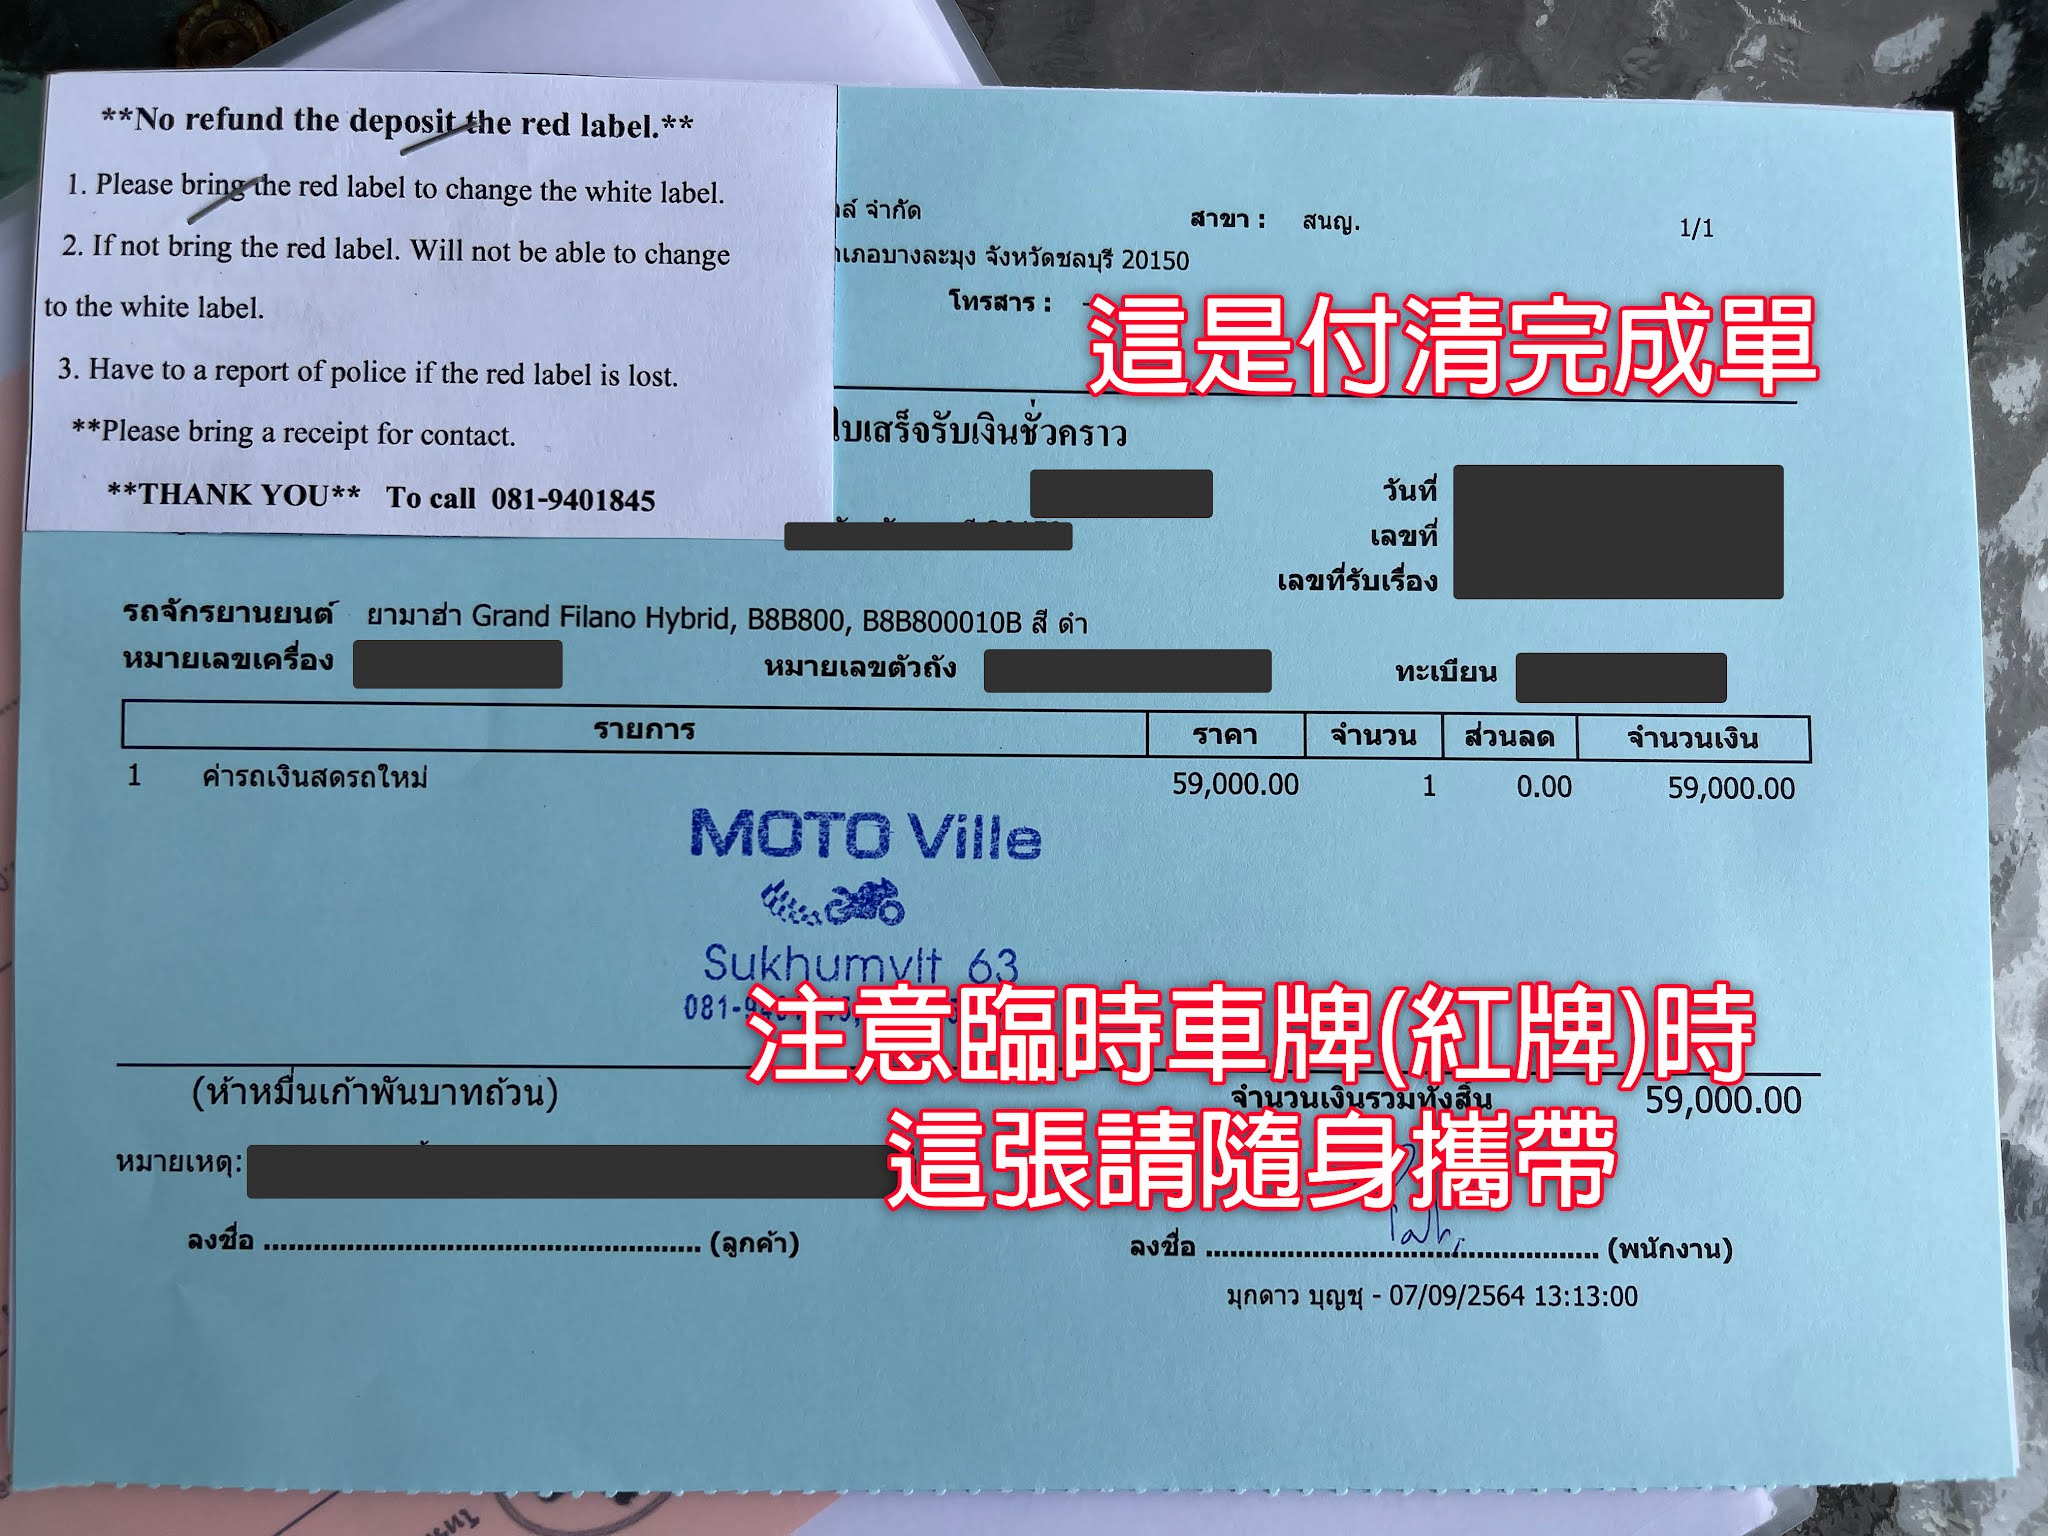 **No refund the deposit the red label.**
1. Please bring the red label to change the white label.
2. If not bring the red label. Will not be able to change
to the white label.
3. Have to a report of police if the red label is lost.
**Please bring a receipt for contact.
**THANK YOU** To call 081-9401845
ล์ จำกัด สาขา : สนญ. 1/1
เภอบางละมุง จังหวัดชลบุรี 20150
โทรสาร : -
這是付清完成單
ใบเสร็จรับเงินชั่วคราว
วันที่
เลขที่
เลขที่รับเรื่อง
รถจักรยานยนต์ ยามาฮ่า Grand Filano Hybrid, B8B800, B8B800010B สี ดำ
หมายเลขเครื่อง หมายเลขตัวถัง ทะเบียน
รายการ ราคา จำนวน ส่วนลด จำนวนเงิน
1 ค่ารถเงินสดรถใหม่ 59,000.00 1 0.00 59,000.00
MOTO Ville
Sukhumvit 63
081-
注意臨時車牌(紅牌)時
(ห้าหมื่นเก้าพันบาทถ้วน) จำนวนเงินรวมทั้งสิ้น 59,000.00
這張請隨身攜帶
หมายเหตุ:
ลงชื่อ ........................................ (ลูกค้า) ลงชื่อ ........................................ (พนักงาน)
มุกดาว บุญชุ - 07/09/2564 13:13:00